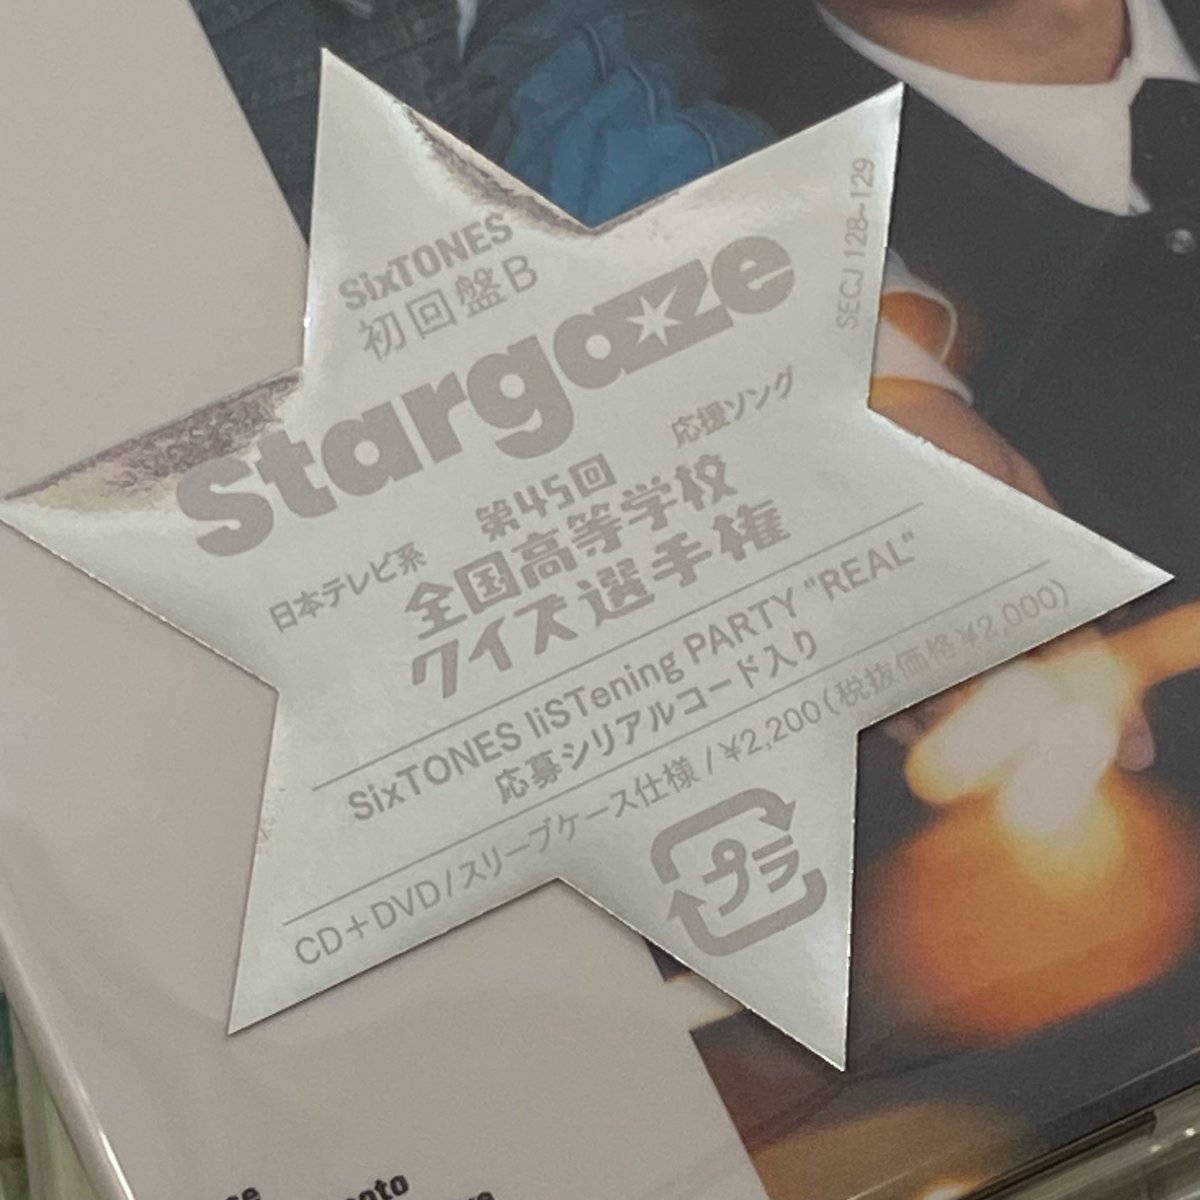 SixTONES
初回盤B
Stargaze
SECJ 128-129
日本テレビ系
第45回
全国高等学校
クイズ選手権
応援ソング
SixTONES liSTening PARTY "REAL"
応募シリアルコード入り
CD+DVD/スリーブケース仕様/¥2,200(税抜価格¥2,000)
プラ